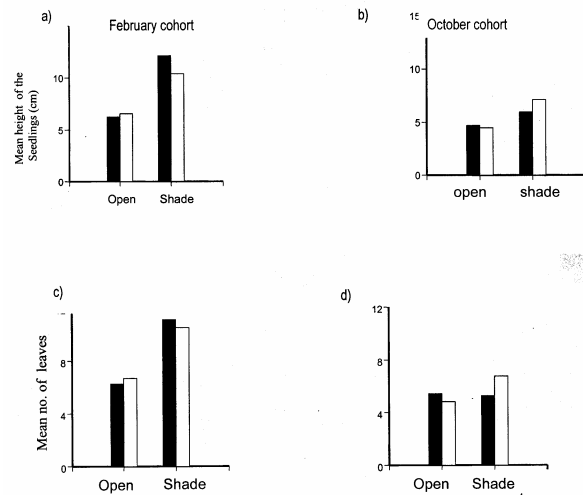 a)
February cohort
Mean height of the
Seedlings (cm)
10
5
0
Open Shade
b)
15
October cohort
10
5
0
open shade
c)
Mean no. of leaves
8
4
0
Open Shade
d)
12
8
4
0
Open Shade